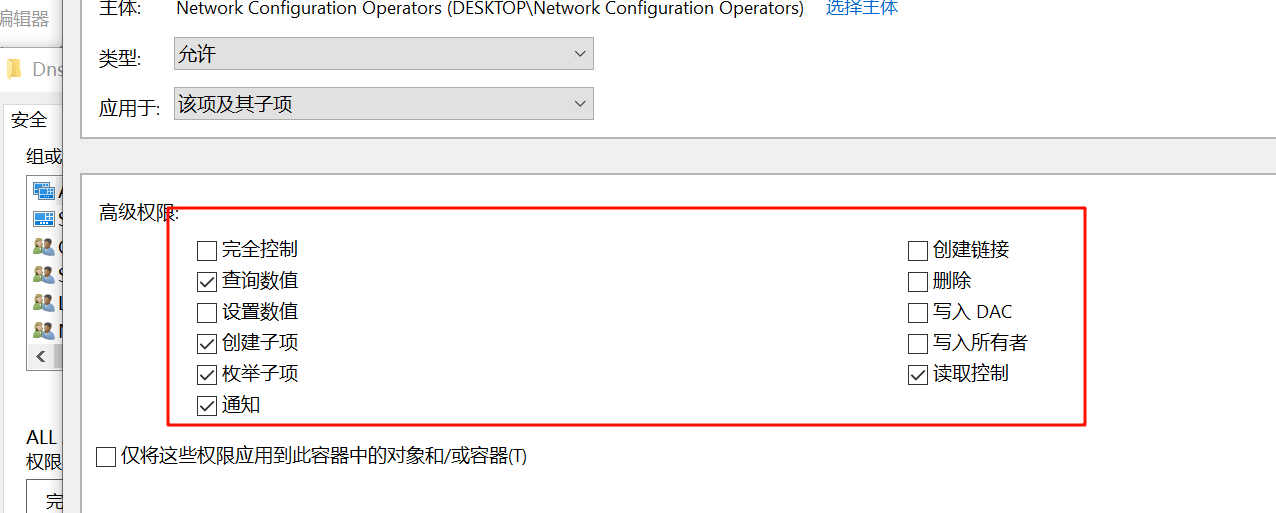 编辑器
主体: Network Configuration Operators (DESKTOP\Network Configuration Operators) 选择主体
Dns
类型: 允许
应用于: 该项及其子项
安全
组或
高级权限:
完全控制 创建链接
查询数值 删除
设置数值 写入 DAC
创建子项 写入所有者
枚举子项 读取控制
通知
ALL
权限
仅将这些权限应用到此容器中的对象和/或容器(T)
完